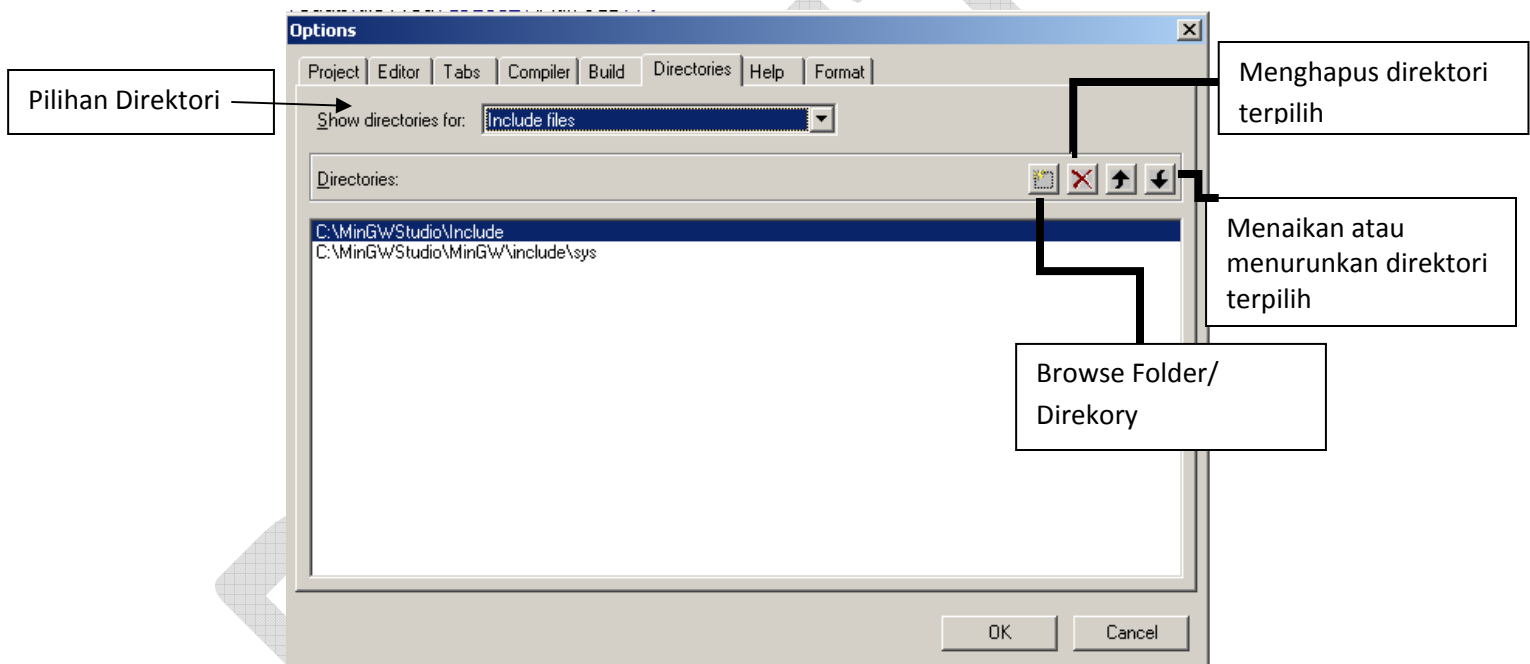 Options
Project Editor Tabs Compiler Build Directories Help Format
Pilihan Direktori
Show directories for: Include files
Menghapus direktori
terpilih
Directories:
C:\MinGWStudio\Include
C:\MinGWStudio\MinGW\include\sys
Menaikan atau
menurunkan direktori
terpilih
Browse Folder/
Direkory
OK Cancel